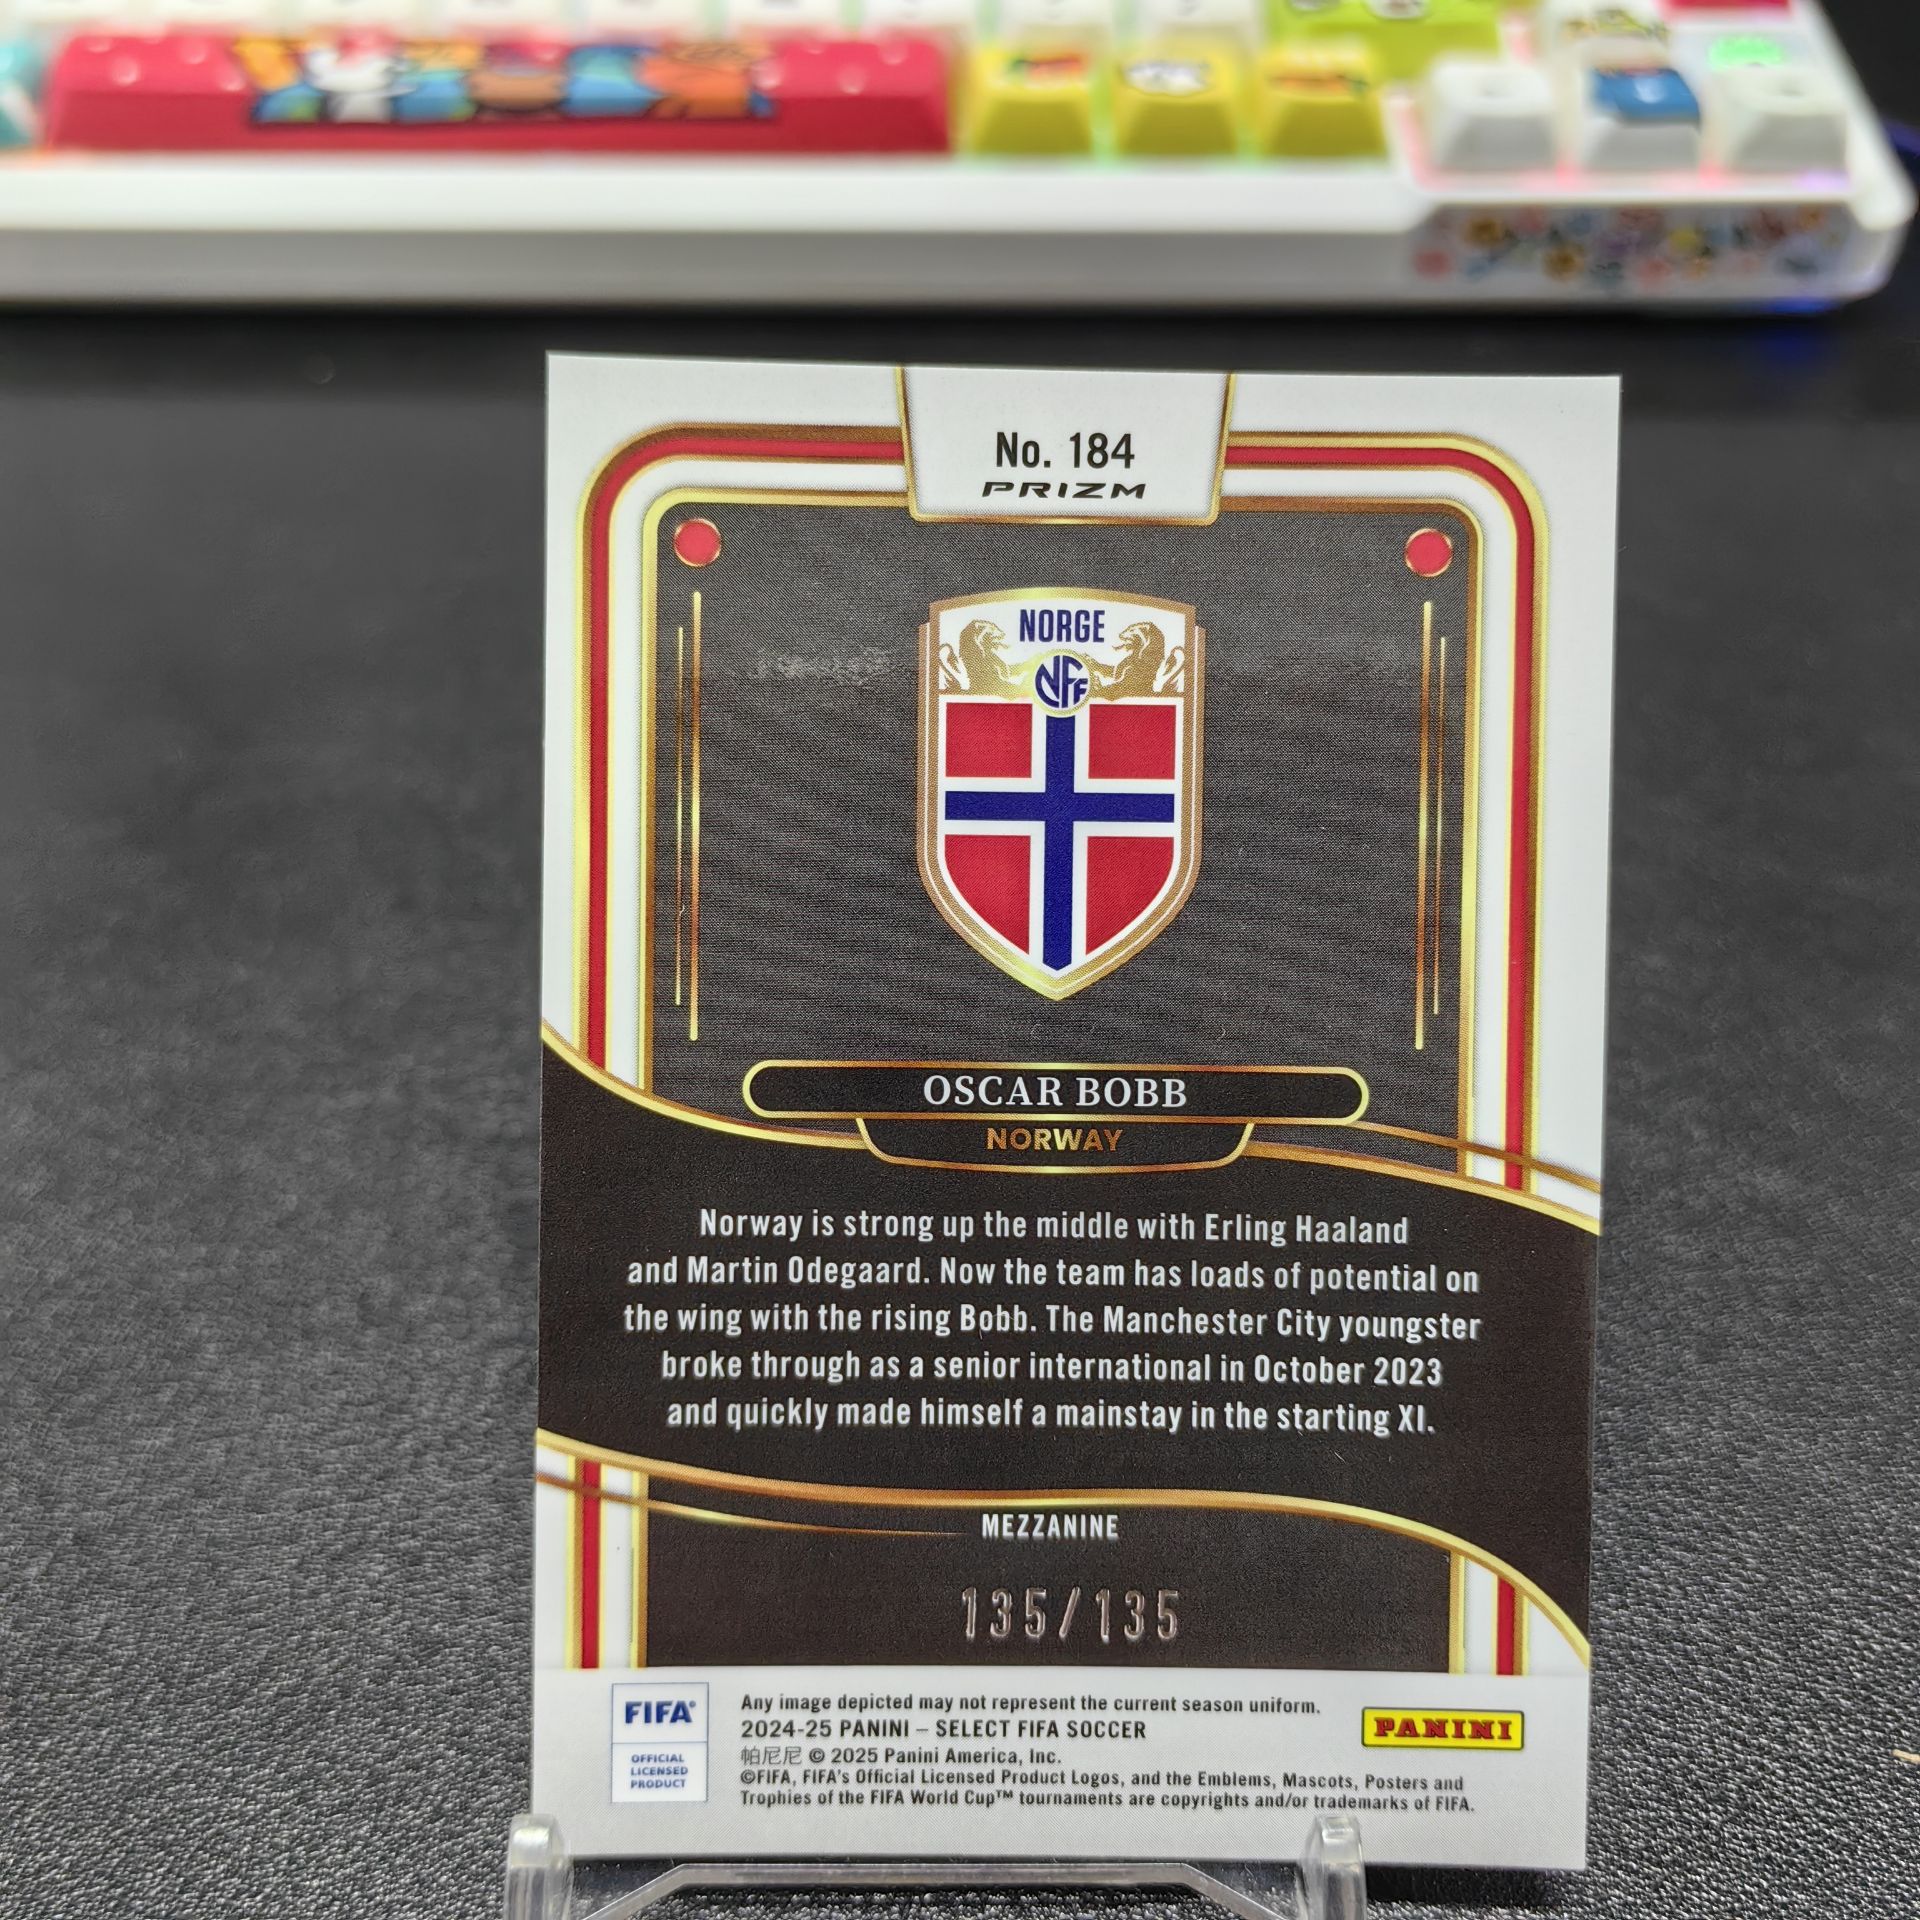 No. 184
PRIZM
NORGE
NFF
OSCAR BOBB
NORWAY
Norway is strong up the middle with Erling Haaland
and Martin Odegaard. Now the team has loads of potential on
the wing with the rising Bobb. The Manchester City youngster
broke through as a senior international in October 2023
and quickly made himself a mainstay in the starting XI.
MEZZANINE
135/135
FIFA®
OFFICIAL
LICENSED
PRODUCT
Any image depicted may not represent the current season uniform.
2024-25 PANINI – SELECT FIFA SOCCER
帕尼尼 © 2025 Panini America, Inc.
©FIFA, FIFA's Official Licensed Product Logos, and the Emblems, Mascots, Posters and
Trophies of the FIFA World Cup™ tournaments are copyrights and/or trademarks of FIFA.
PANINI